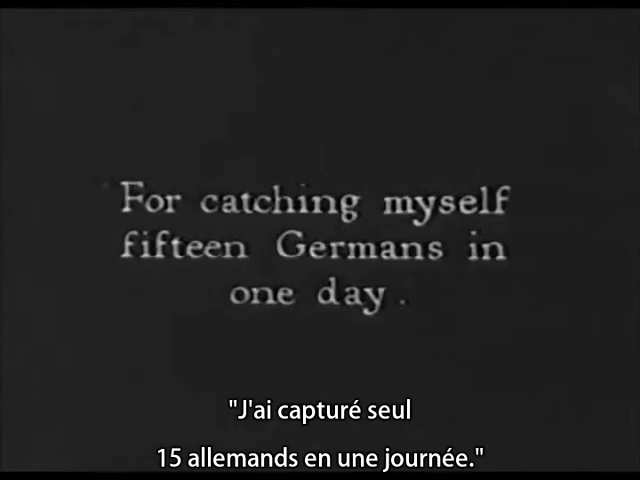 For catching myself
fifteen Germans in
one day.
"J'ai capturé seul
15 allemands en une journée."